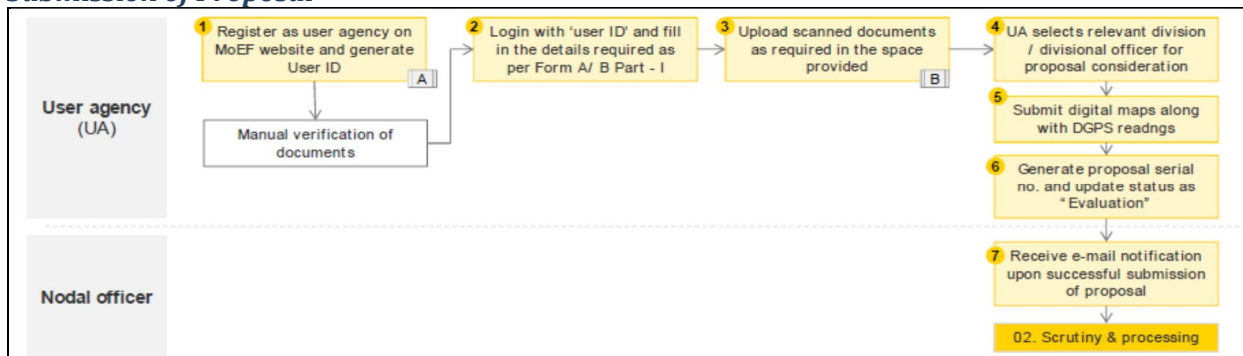 Submission of Proposal
User agency
(UA)
1
Register as user agency on
MoEF website and generate
User ID
A
Manual verification of
documents
2
Login with ‘user ID’ and fill
in the details required as
per Form A/ B Part - I
3
Upload scanned documents
as required in the space
provided
B
4
UA selects relevant division
/ divisional officer for
proposal consideration
5
Submit digital maps along
with DGPS readngs
6
Generate proposal serial
no. and update status as
“Evaluation”
Nodal officer
7
Receive e-mail notification
upon successful submission
of proposal
02. Scrutiny & processing